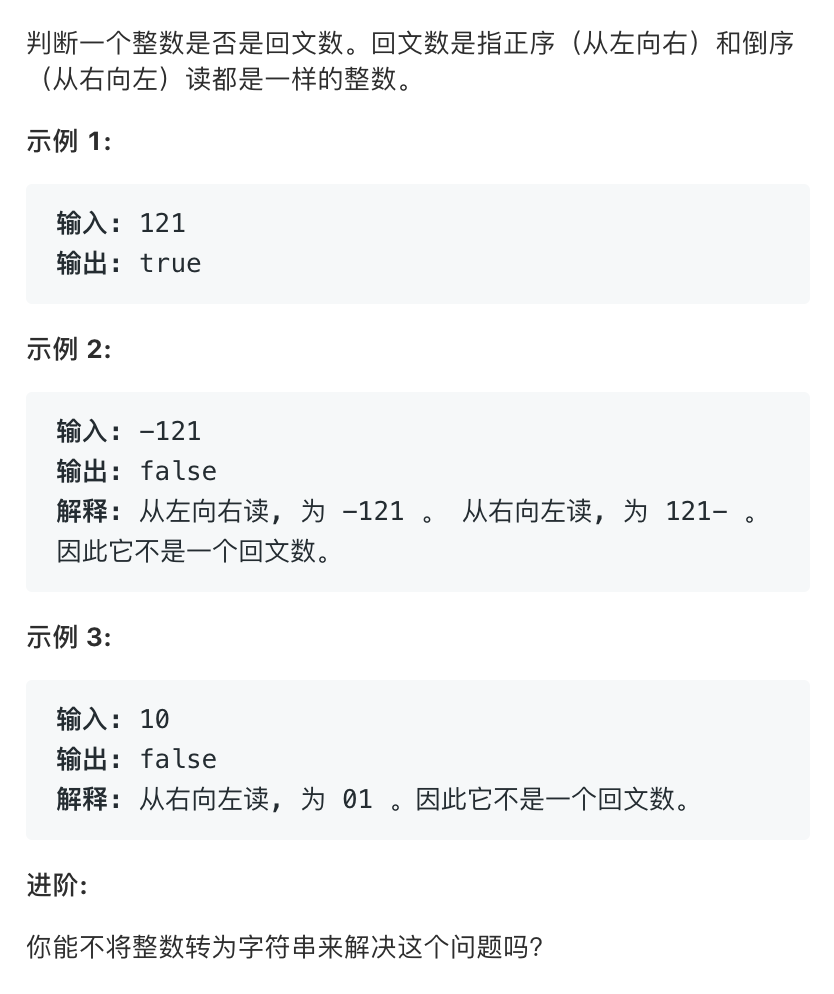 判断一个整数是否是回文数。回文数是指正序（从左向右）和倒序
（从右向左）读都是一样的整数。
示例 1:
输入: 121
输出: true
示例 2:
输入: -121
输出: false
解释: 从左向右读, 为 -121 。 从右向左读, 为 121- 。
因此它不是一个回文数。
示例 3:
输入: 10
输出: false
解释: 从右向左读, 为 01 。因此它不是一个回文数。
进阶:
你能不将整数转为字符串来解决这个问题吗?